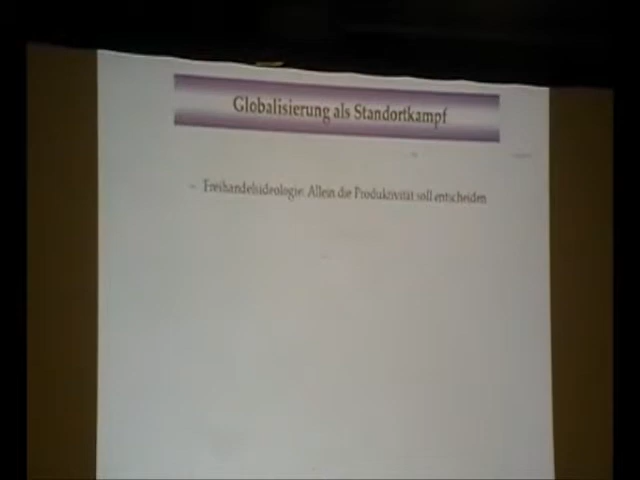 Globalisierung als Standortkampf
– Freihandelsideologie: Allein die Produktivität soll entscheiden